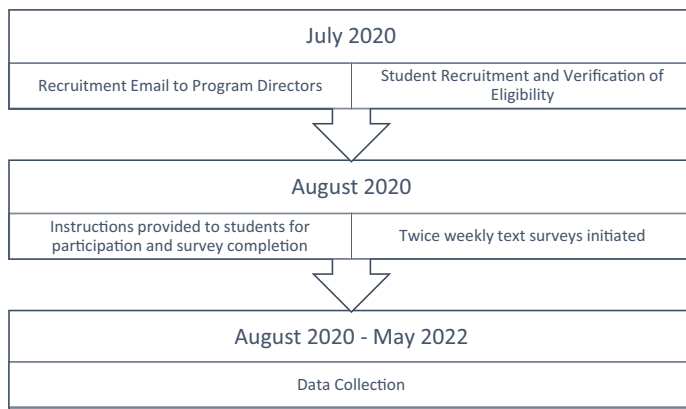 July 2020
Recruitment Email to Program Directors
Student Recruitment and Verification of
Eligibility
August 2020
Instructions provided to students for
participation and survey completion
Twice weekly text surveys initiated
August 2020 - May 2022
Data Collection